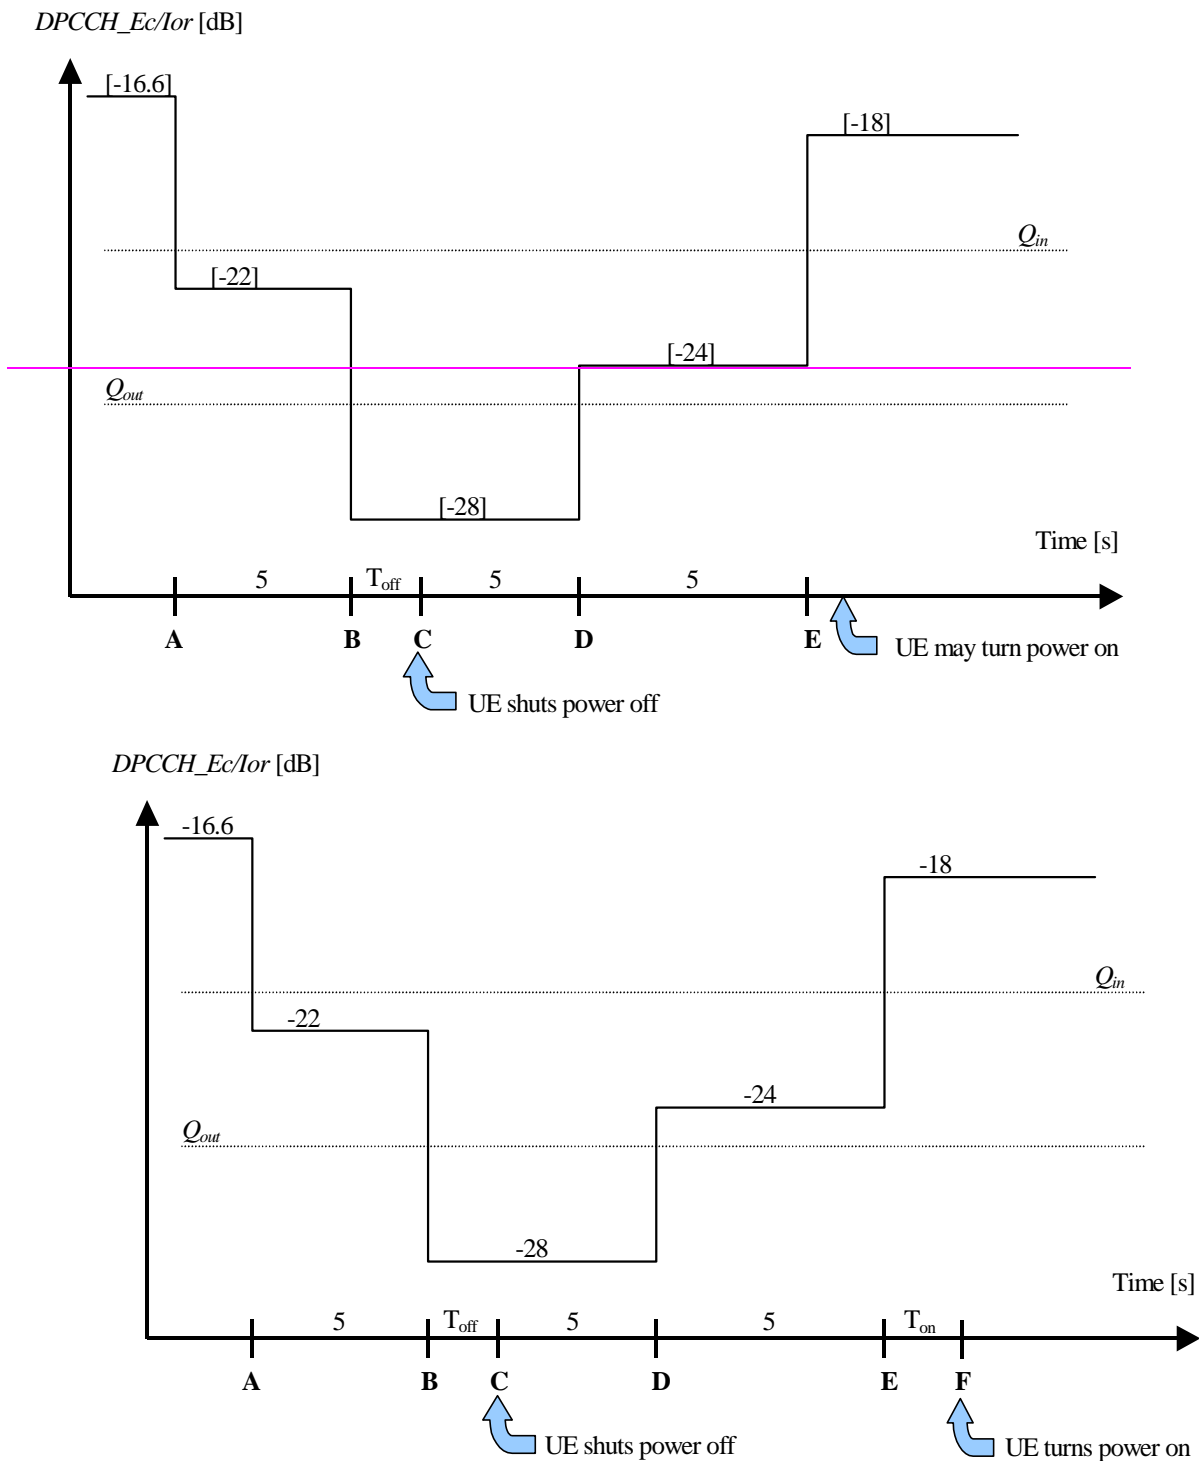 DPCCH_Ec/Ior [dB]
[-16.6]
[-18]
Qin
[-22]
[-24]
Qout
[-28]
Time [s]
5 Toff 5 5
A B C D E
UE may turn power on
UE shuts power off
DPCCH_Ec/Ior [dB]
-16.6
-18
Qin
-22
-24
Qout
-28
Time [s]
5 Toff 5 5 Ton
A B C D E F
UE shuts power off UE turns power on